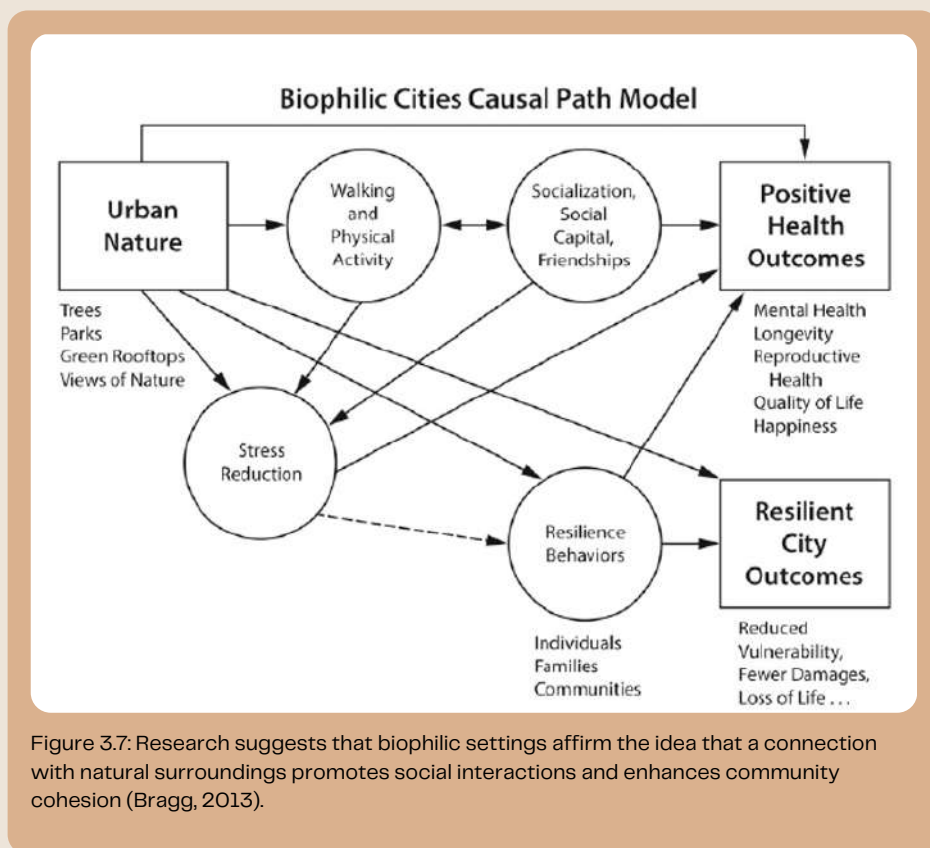 Biophilic Cities Causal Path Model
Urban
Nature
Trees
Parks
Green Rooftops
Views of Nature
Walking
and
Physical
Activity
Socialization,
Social
Capital,
Friendships
Positive
Health
Outcomes
Mental Health
Longevity
Reproductive
Health
Quality of Life
Happiness
Stress
Reduction
Resilience
Behaviors
Individuals
Families
Communities
Resilient
City
Outcomes
Reduced
Vulnerability,
Fewer Damages,
Loss of Life ...
Figure 3.7: Research suggests that biophilic settings affirm the idea that a connection
with natural surroundings promotes social interactions and enhances community
cohesion (Bragg, 2013).